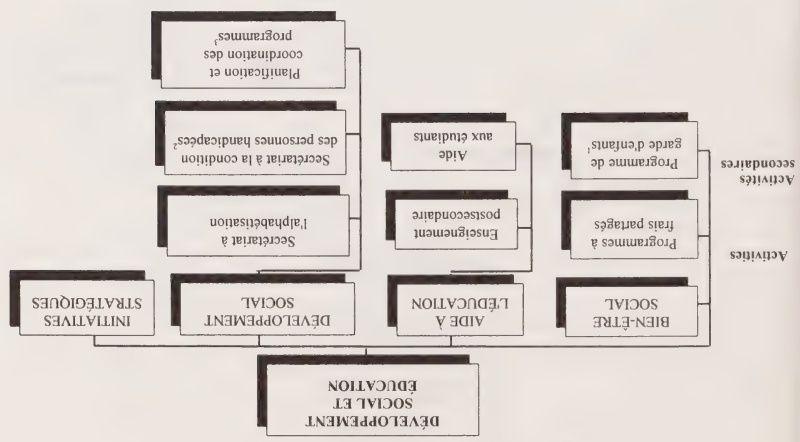 DÉVELOPPEMENT
SOCIAL ET
ÉDUCATION
BIEN-ÊTRE
SOCIAL
AIDE À
L'ÉDUCATION
DÉVELOPPEMENT
SOCIAL
INITIATIVES
STRATÉGIQUES
Activities
Programmes à
frais partagés
Enseignement
postsecondaire
Secrétariat à
l'alphabétisation
Activités
secondaires
Programme de
garde d'enfants¹
Aide
aux étudiants
Secrétariat à la condition
des personnes handicapées²
Planification et
coordination des
programmes³